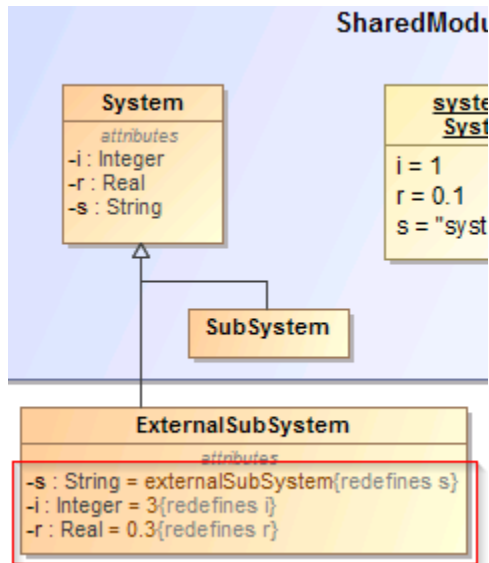 SharedModu
System
attributes
-i : Integer
-r : Real
-s : String
syste
Syst
i = 1
r = 0.1
s = "syst
SubSystem
ExternalSubSystem
attributes
-s : String = externalSubSystem{redefines s}
-i : Integer = 3{redefines i}
-r : Real = 0.3{redefines r}